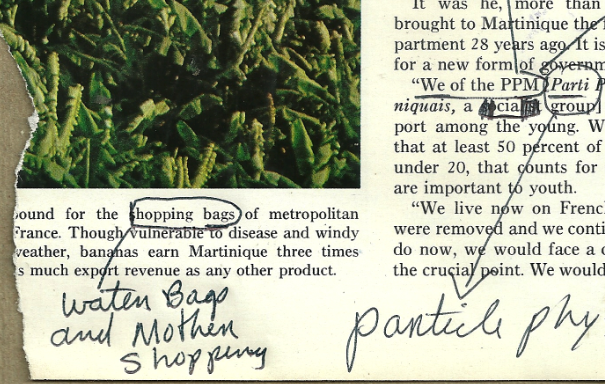 ound for the shopping bags of metropolitan
France. Though vulnerable to disease and windy
weather, bananas earn Martinique three times
s much export revenue as any other product.
It was he, more than
brought to Martinique the f
partment 28 years ago. It is
for a new form of governm
"We of the PPM (Parti P
niquais, a socialist group)
port among the young. W
that at least 50 percent of
under 20, that counts for
are important to youth.
"We live now on Frenc
were removed and we conti
do now, we would face a c
the crucial point. We would
waten Bags
and Mothen
shopping
particle phy